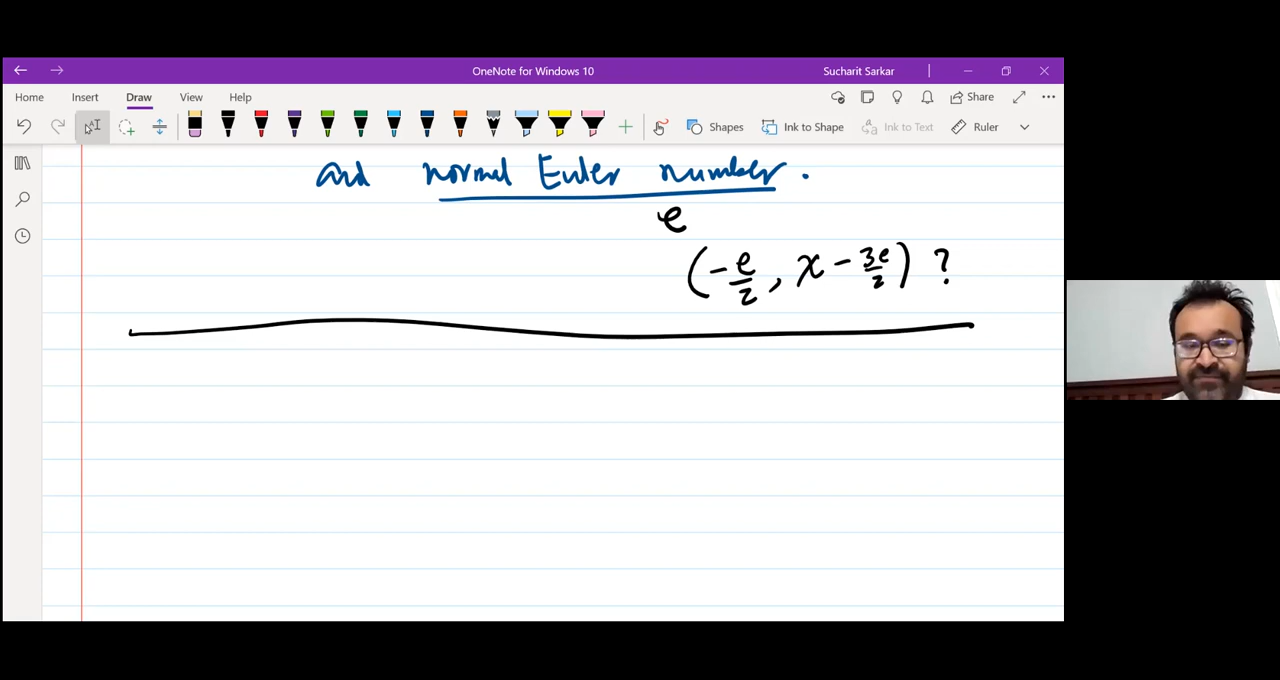 OneNote for Windows 10
Sucharit Sarkar
Home Insert Draw View Help
Share
Shapes Ink to Shape Ink to Text Ruler
and normal Euler number.
e
(-e/2, χ - 3e/2) ?